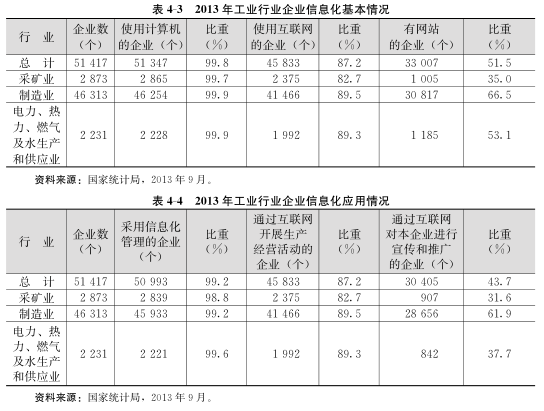 表 4-3 2013 年工业行业企业信息化基本情况
行 业 企业数(个) 使用计算机的企业(个) 比重(%) 使用互联网的企业(个) 比重(%) 有网站的企业(个) 比重(%)
总 计 51 417 51 347 99.8 45 833 87.2 33 007 51.5
采矿业 2 873 2 865 99.7 2 375 82.7 1 005 35.0
制造业 46 313 46 254 99.9 41 466 89.5 30 817 66.5
电力、热力、燃气及水生产和供应业 2 231 2 228 99.9 1 992 89.3 1 185 53.1
资料来源：国家统计局，2013 年 9 月。
表 4-4 2013 年工业行业企业信息化应用情况
行 业 企业数(个) 采用信息化管理的企业(个) 比重(%) 通过互联网开展生产经营活动的企业(个) 比重(%) 通过互联网对本企业进行宣传和推广的企业(个) 比重(%)
总 计 51 417 50 993 99.2 45 833 87.2 30 405 43.7
采矿业 2 873 2 839 98.8 2 375 82.7 907 31.6
制造业 46 313 45 933 99.2 41 466 89.5 28 656 61.9
电力、热力、燃气及水生产和供应业 2 231 2 221 99.6 1 992 89.3 842 37.7
资料来源：国家统计局，2013 年 9 月。